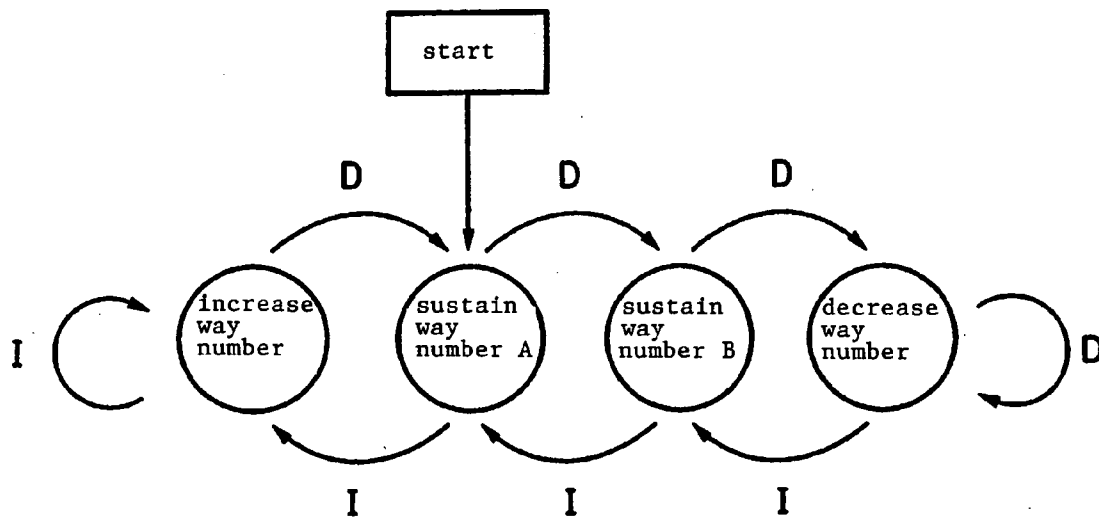 start
D
D
D
increase
way
number
sustain
way
number A
sustain
way
number B
decrease
way
number
I
D
I
I
I